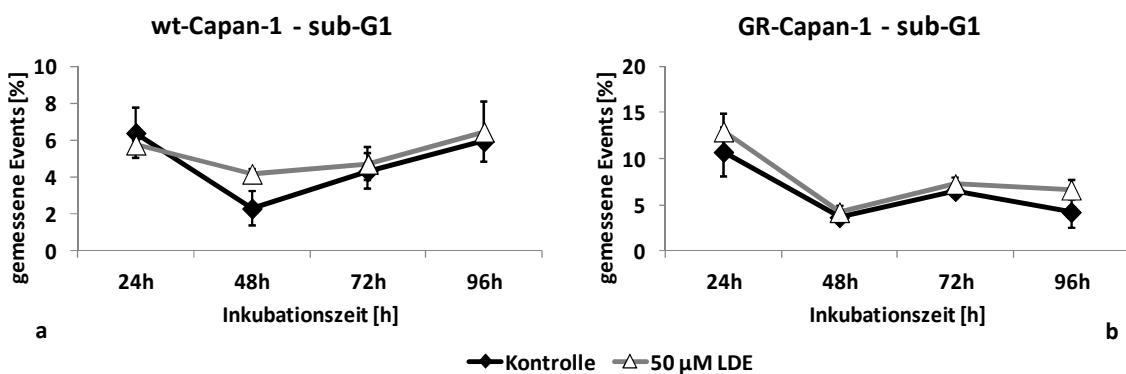 wt-Capan-1 - sub-G1
gemessene Events [%]
10
8
6
4
2
0
24h 48h 72h 96h
Inkubationszeit [h]
a
GR-Capan-1 - sub-G1
gemessene Events [%]
20
15
10
5
0
24h 48h 72h 96h
Inkubationszeit [h]
b
Kontrolle 50 µM LDE